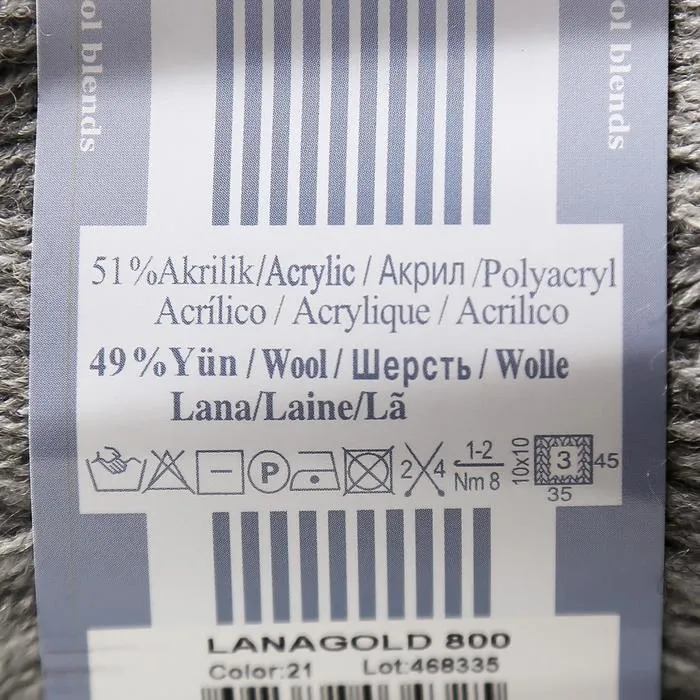 ol blends
ol blends
51%Akrilik/Acrylic / Акрил /Polyacryl
Acrílico / Acrylique / Acrilico
49%Yün / Wool / Шерсть / Wolle
Lana/Laine/Lã
P
2 4
1-2
Nm 8
10x10
3
45
35
LANAGOLD 800
Color:21 Lot:468335